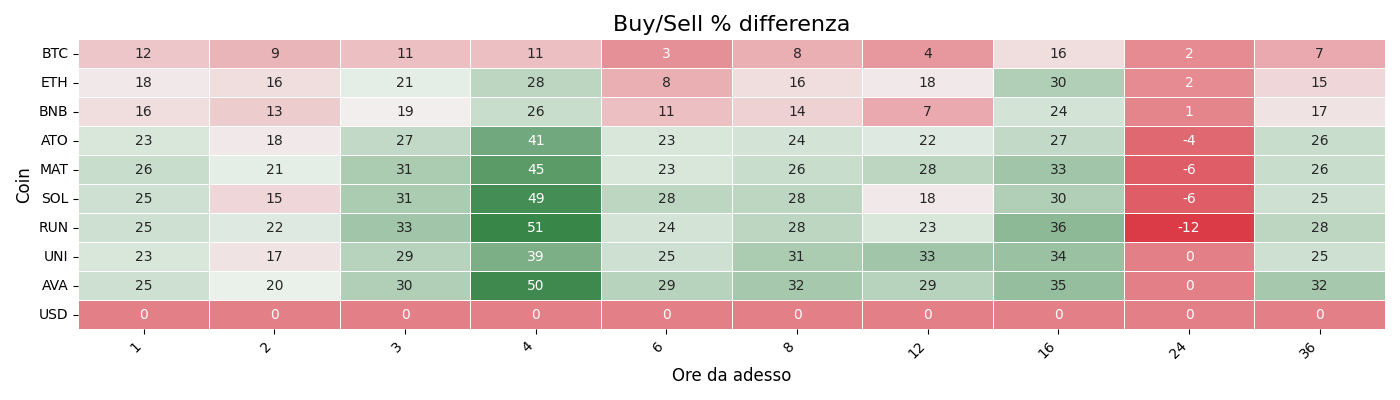 Buy/Sell % differenza
BTC 12 9 11 11 3 8 4 16 2 7
ETH 18 16 21 28 8 16 18 30 2 15
BNB 16 13 19 26 11 14 7 24 1 17
ATO 23 18 27 41 23 24 22 27 -4 26
MAT 26 21 31 45 23 26 28 33 -6 26
SOL 25 15 31 49 28 28 18 30 -6 25
RUN 25 22 33 51 24 28 23 36 -12 28
UNI 23 17 29 39 25 31 33 34 0 25
AVA 25 20 30 50 29 32 29 35 0 32
USD 0 0 0 0 0 0 0 0 0 0
Coin
1 2 3 4 6 8 12 16 24 36
Ore da adesso